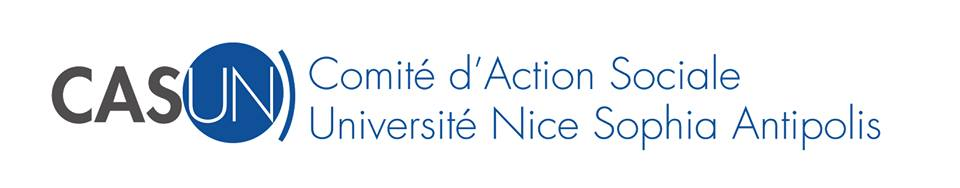 CASUN
Comité d'Action Sociale
Université Nice Sophia Antipolis